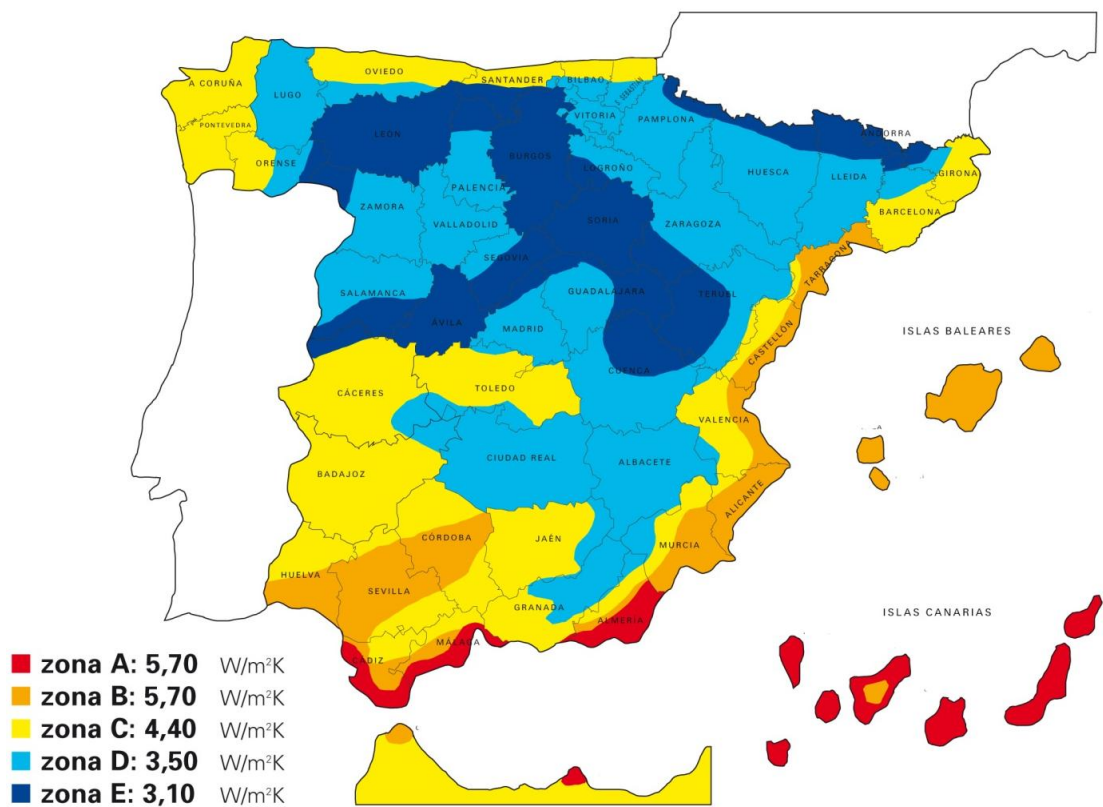 A CORUÑA
LUGO
OVIEDO
SANTANDER
BILBAO
S. SEBASTIÁN
PONTEVEDRA
ORENSE
LEÓN
BURGOS
VITORIA
PAMPLONA
ANDORRA
LOGROÑO
HUESCA
LLEIDA
GIRONA
BARCELONA
PALENCIA
ZAMORA
VALLADOLID
SORIA
ZARAGOZA
SEGOVIA
TARRAGONA
SALAMANCA
ÁVILA
MADRID
GUADALAJARA
TERUEL
CASTELLÓN
ISLAS BALEARES
CUENCA
CÁCERES
TOLEDO
VALENCIA
CIUDAD REAL
ALBACETE
BADAJOZ
ALICANTE
CÓRDOBA
JAÉN
MURCIA
HUELVA
SEVILLA
GRANADA
ALMERÍA
MÁLAGA
CÁDIZ
ISLAS CANARIAS
zona A: 5,70 W/m²K
zona B: 5,70 W/m²K
zona C: 4,40 W/m²K
zona D: 3,50 W/m²K
zona E: 3,10 W/m²K